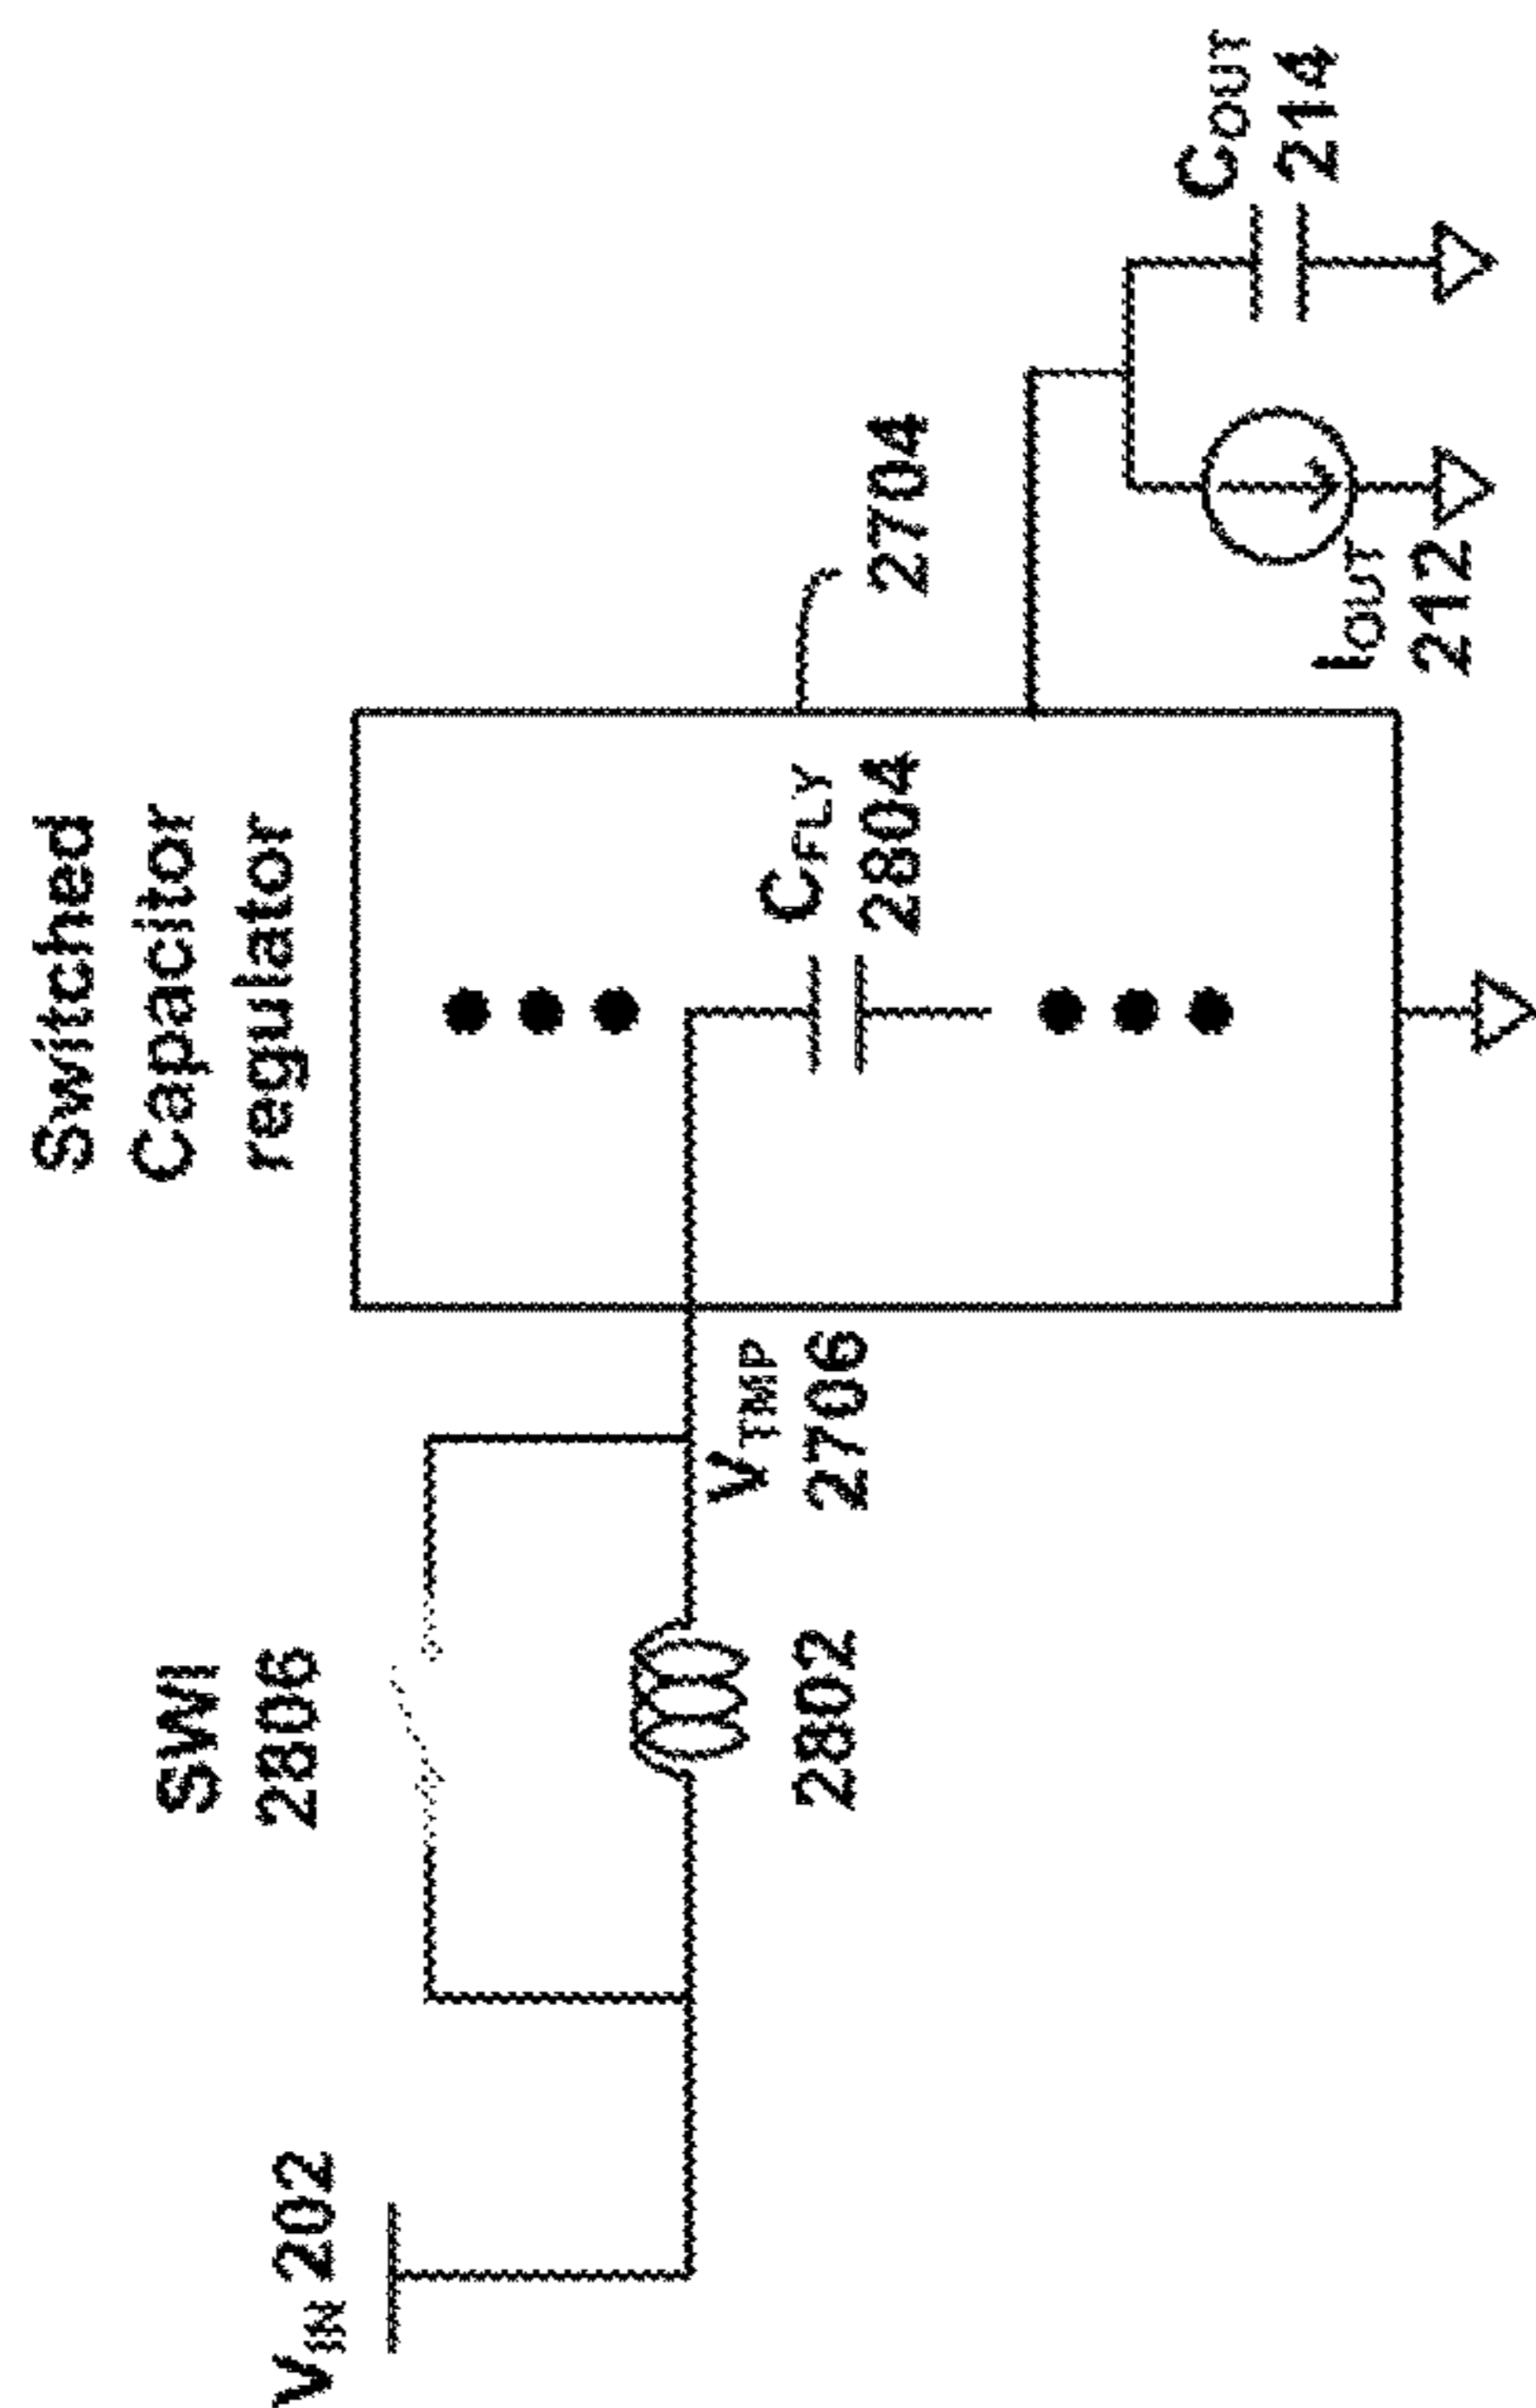 Switched
Capacitor
regulator
V_IN 202
SWI
2806
2802
V_TMP
2706
C_FLY
2804
2704
I_OUT
212
C_OUT
214